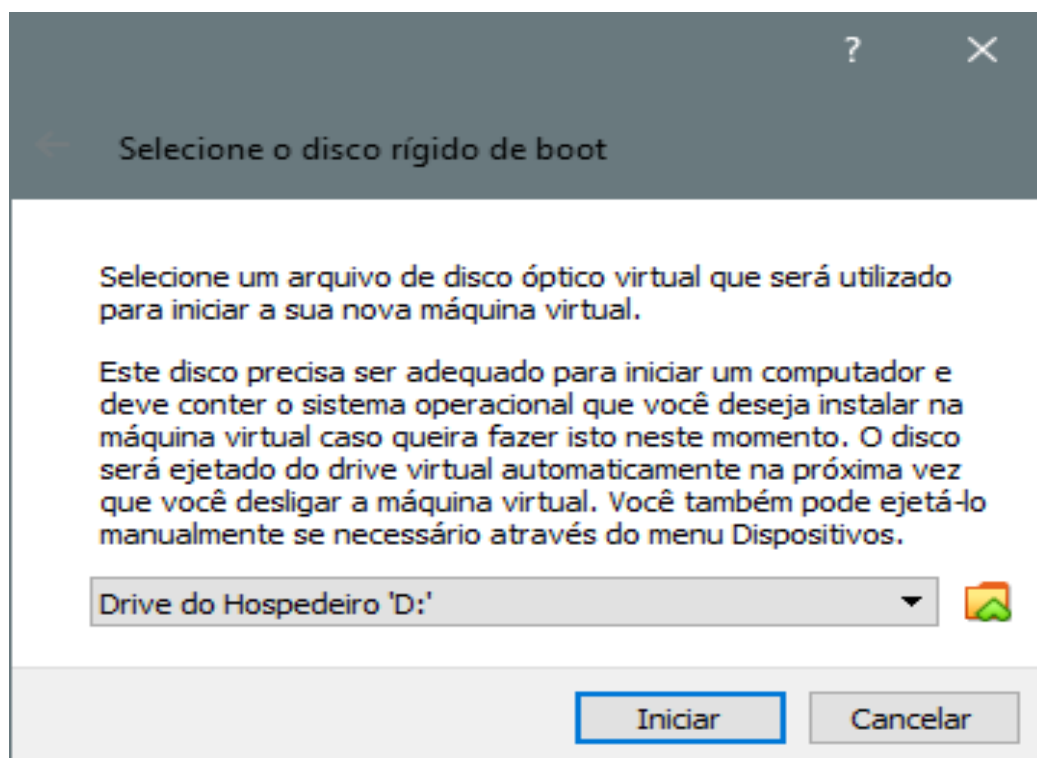 ?
Selecione o disco rígido de boot
Selecione um arquivo de disco óptico virtual que será utilizado
para iniciar a sua nova máquina virtual.
Este disco precisa ser adequado para iniciar um computador e
deve conter o sistema operacional que você deseja instalar na
máquina virtual caso queira fazer isto neste momento. O disco
será ejetado do drive virtual automaticamente na próxima vez
que você desligar a máquina virtual. Você também pode ejetá-lo
manualmente se necessário através do menu Dispositivos.
Drive do Hospedeiro 'D:'
Iniciar Cancelar